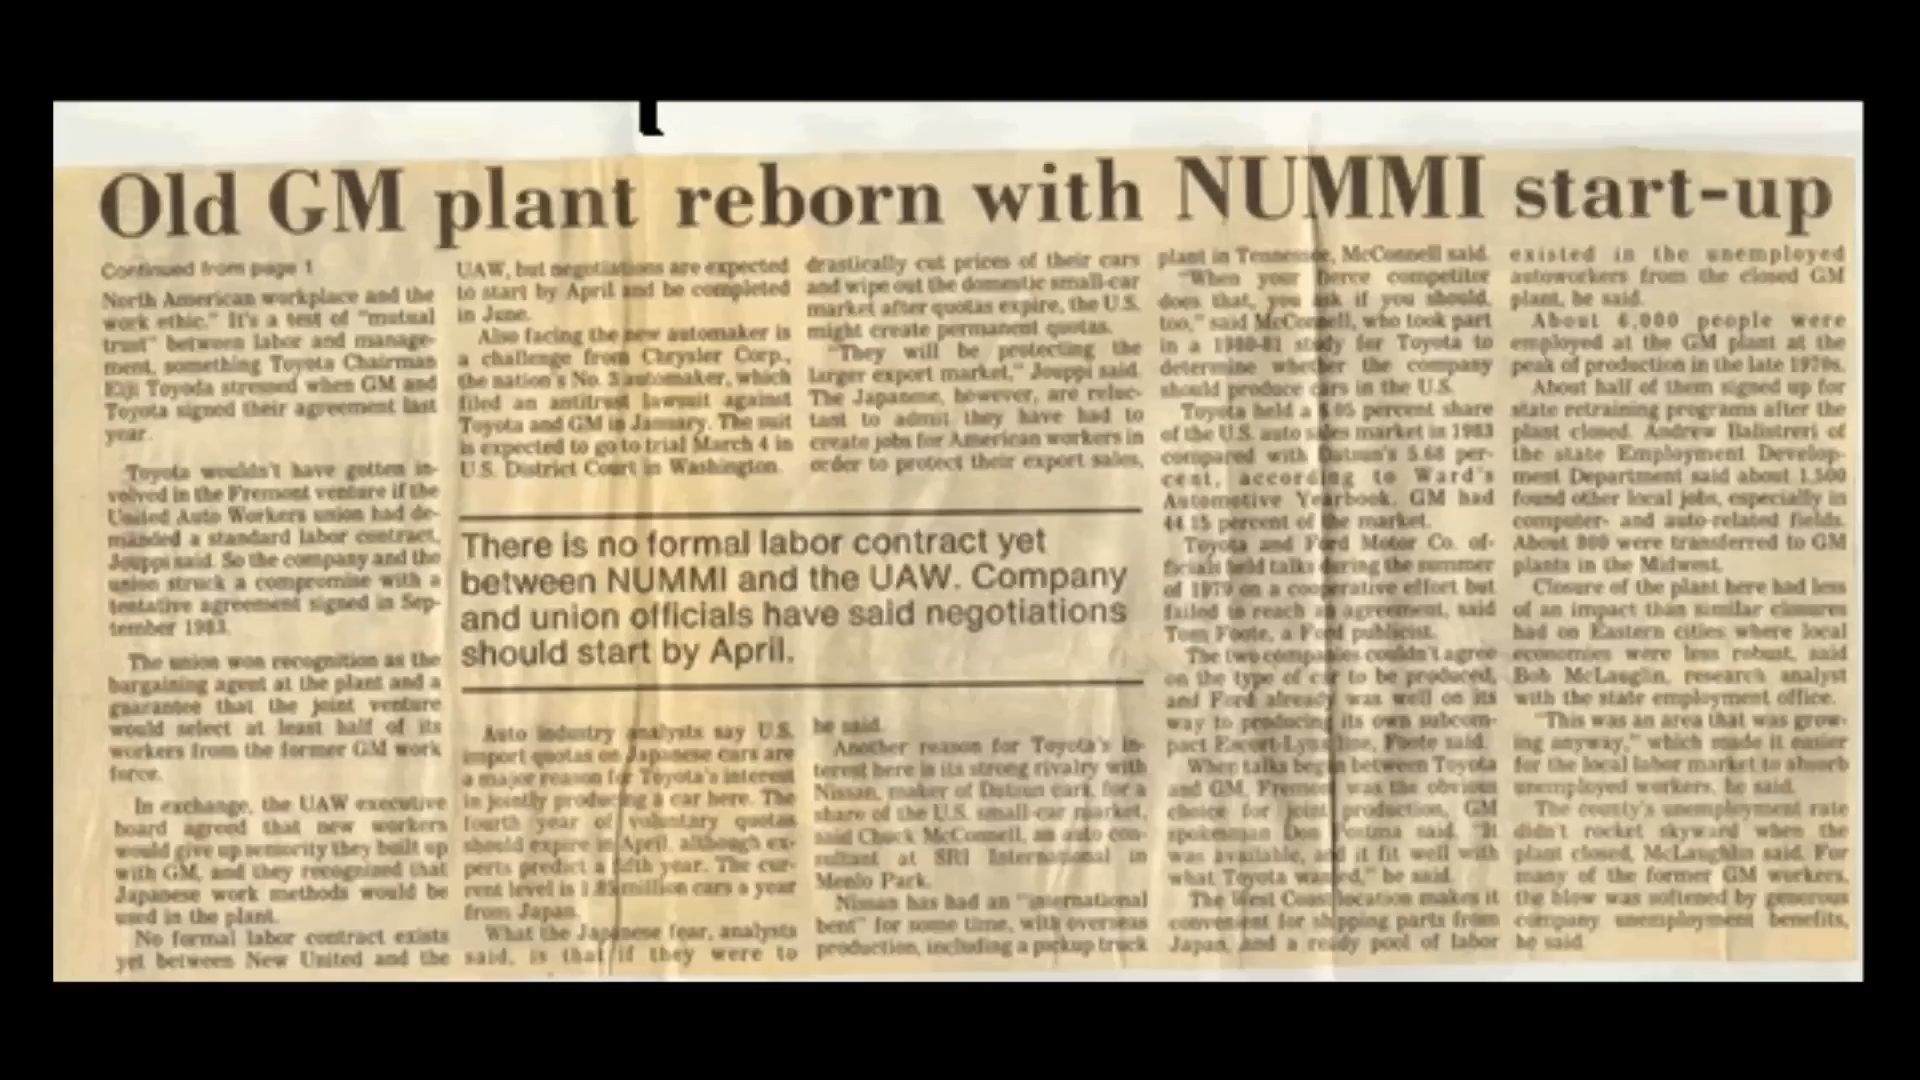 Old GM plant reborn with NUMMI start-up
Continued from page 1
North American workplace and the
work ethic." It's a test of "mutual
trust" between labor and manage-
ment, something Toyota Chairman
Eiji Toyoda stressed when GM and
Toyota signed their agreement last
year.
Toyota wouldn't have gotten in-
volved in the Fremont venture if the
United Auto Workers union had de-
manded a standard labor contract,
Jouppi said. So the company and the
union struck a compromise with a
tentative agreement signed in Sep-
tember 1983.
The union won recognition as the
bargaining agent at the plant and a
guarantee that the joint venture
would select at least half of its
workers from the former GM work
force.
In exchange, the UAW executive
board agreed that new workers
would give up seniority they built up
with GM, and they recognized that
Japanese work methods would be
used in the plant.
No formal labor contract exists
yet between New United and the
UAW, but negotiations are expected
to start by April and be completed
in June.
Also facing the new automaker is
a challenge from Chrysler Corp.,
the nation's No. 3 automaker, which
filed an antitrust lawsuit against
Toyota and GM in January. The suit
is expected to go to trial March 4 in
U.S. District Court in Washington.
There is no formal labor contract yet
between NUMMI and the UAW. Company
and union officials have said negotiations
should start by April.
Auto industry analysts say U.S.
import quotas on Japanese cars are
a major reason for Toyota's interest
in jointly producing a car here. The
fourth year of voluntary quotas
should expire in April, although ex-
perts predict a fifth year. The cur-
rent level is 1.85 million cars a year
from Japan.
What the Japanese fear, analysts
said, is that if they were to
drastically cut prices of their cars
and wipe out the domestic small-car
market after quotas expire, the U.S.
might create permanent quotas.
"They will be protecting the
larger export market," Jouppi said.
The Japanese, however, are reluc-
tant to admit they have had to
create jobs for American workers in
order to protect their export sales,
he said.
Another reason for Toyota's in-
terest here is its strong rivalry with
Nissan, maker of Datsun cars, for a
share of the U.S. small-car market,
said Chuck McConnell, an auto con-
sultant at SRI International in
Menlo Park.
Nissan has had an "international
bent" for some time, with overseas
production, including a pickup truck
plant in Tennessee, McConnell said.
"When your fierce competitor
does that, you ask if you should,
too," said McConnell, who took part
in a 1980-81 study for Toyota to
determine whether the company
should produce cars in the U.S.
Toyota held a 6.05 percent share
of the U.S. auto sales market in 1983
compared with Datsun's 5.68 per-
cent, according to Ward's
Automotive Yearbook. GM had
44.15 percent of the market.
Toyota and Ford Motor Co. of-
ficials held talks during the summer
of 1979 on a cooperative effort but
failed to reach an agreement, said
Tom Foote, a Ford publicist.
The two companies couldn't agree
on the type of car to be produced,
and Ford already was well on its
way to producing its own subcom-
pact Escort-Lynx line, Foote said.
When talks began between Toyota
and GM, Fremont was the obvious
choice for joint production, GM
spokesman Don Postma said. "It
was available, and it fit well with
what Toyota wanted," he said.
The West Coast location makes it
convenient for shipping parts from
Japan, and a ready pool of labor
existed in the unemployed
autoworkers from the closed GM
plant, he said.
About 6,000 people were
employed at the GM plant at the
peak of production in the late 1970s.
About half of them signed up for
state retraining programs after the
plant closed. Andrew Balistreri of
the state Employment Develop-
ment Department said about 1,500
found other local jobs, especially in
computer- and auto-related fields.
About 800 were transferred to GM
plants in the Midwest.
Closure of the plant here had less
of an impact than similar closures
had on Eastern cities where local
economies were less robust, said
Bob McLauglin, research analyst
with the state employment office.
"This was an area that was grow-
ing anyway," which made it easier
for the local labor market to absorb
unemployed workers, he said.
The county's unemployment rate
didn't rocket skyward when the
plant closed, McLaughlin said. For
many of the former GM workers,
the blow was softened by generous
company unemployment benefits,
he said.